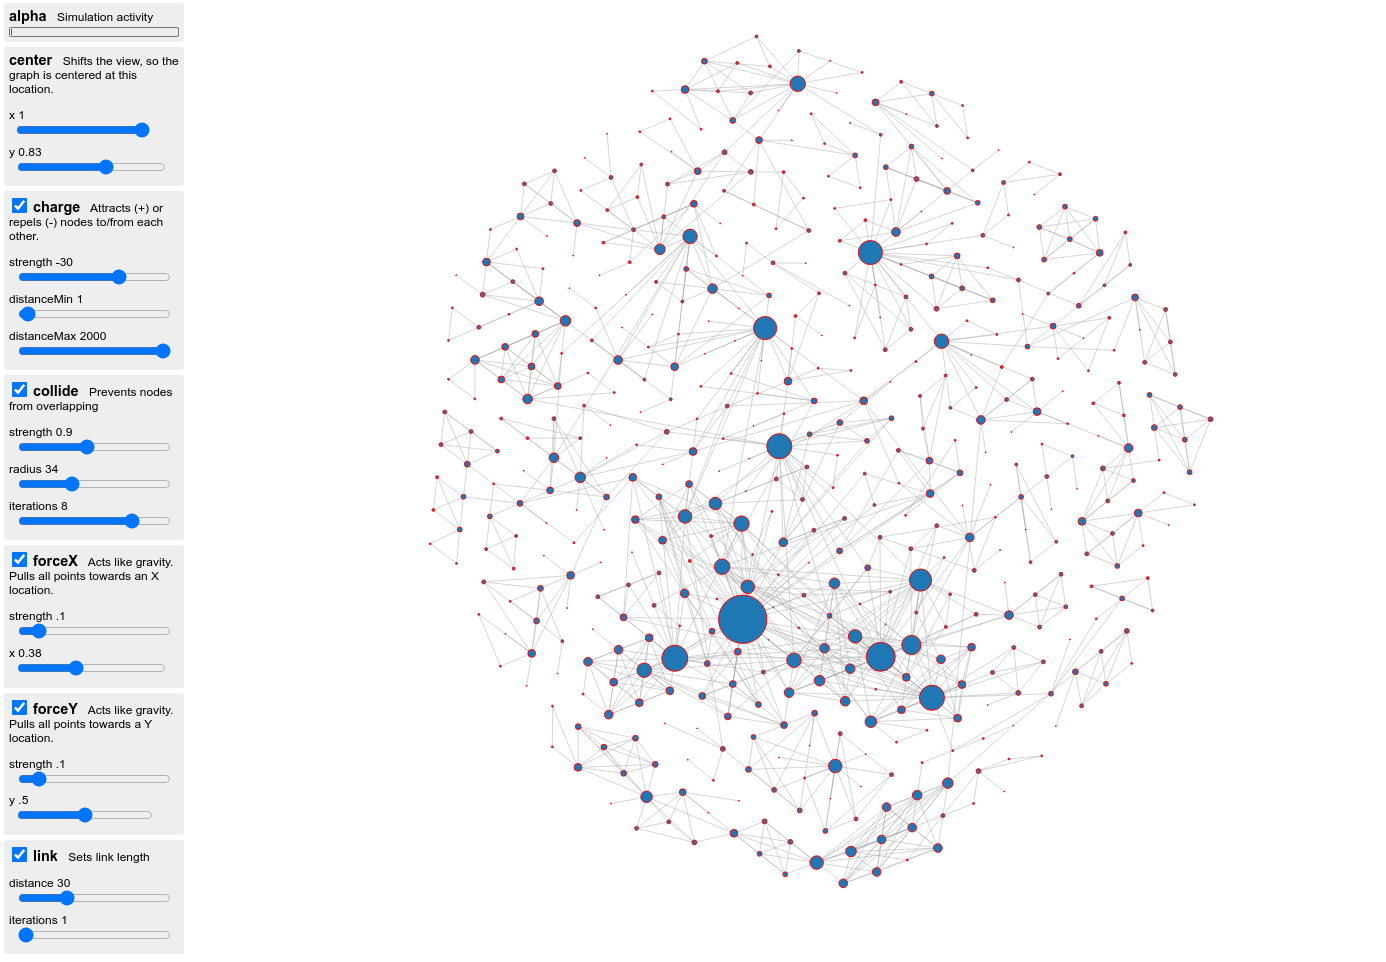 alpha Simulation activity
center Shifts the view, so the
graph is centered at this
location.
x 1
y 0.83
charge Attracts (+) or
repels (-) nodes to/from each
other.
strength -30
distanceMin 1
distanceMax 2000
collide Prevents nodes
from overlapping
strength 0.9
radius 34
iterations 8
forceX Acts like gravity.
Pulls all points towards an X
location.
strength .1
x 0.38
forceY Acts like gravity.
Pulls all points towards a Y
location.
strength .1
y .5
link Sets link length
distance 30
iterations 1